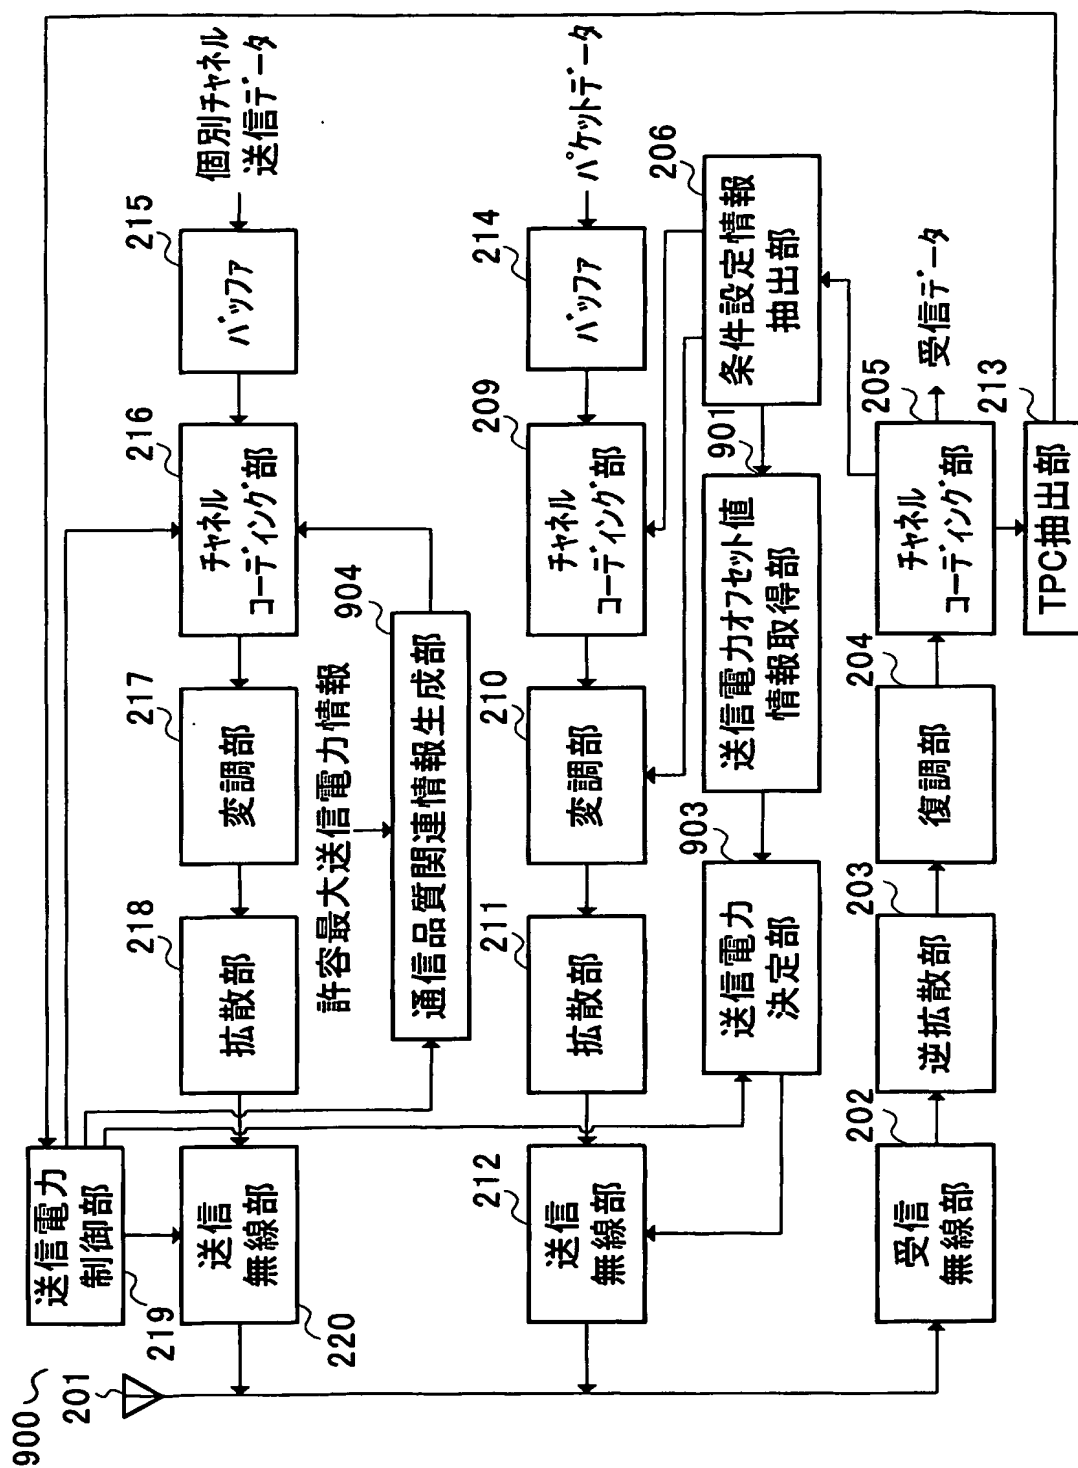 900
201
送信電力
制御部
219
送信
無線部
220
218
拡散部
217
変調部
216
チャネル
コーディング部
215
バッファ
個別チャネル
送信データ
許容最大送信電力情報
904
通信品質関連情報生成部
212
送信
無線部
211
拡散部
210
変調部
209
チャネル
コーディング部
214
バッファ
パケットデータ
903
送信電力
決定部
901
送信電力オフセット値
情報取得部
206
条件設定情報
抽出部
202
受信
無線部
203
逆拡散部
204
復調部
205
チャネル
コーディング部
受信データ
213
TPC抽出部